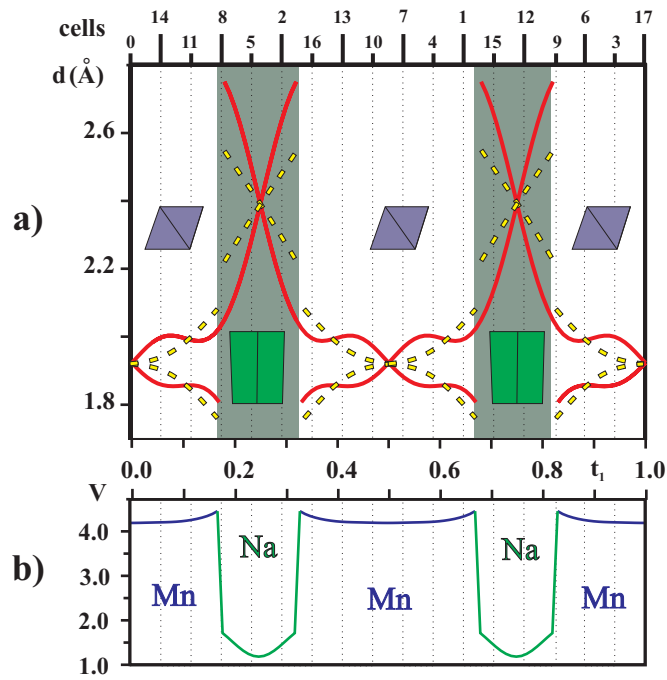 14 8 2 13 7 1 12 6 17
cells
0 11 5 16 10 4 15 9 3
d (Å)
2.6
a)
2.2
1.8
0.0 0.2 0.4 0.6 0.8 t1 1.0
V
4.0
Na Na
3.0
b)
Mn Mn Mn
2.0
1.0